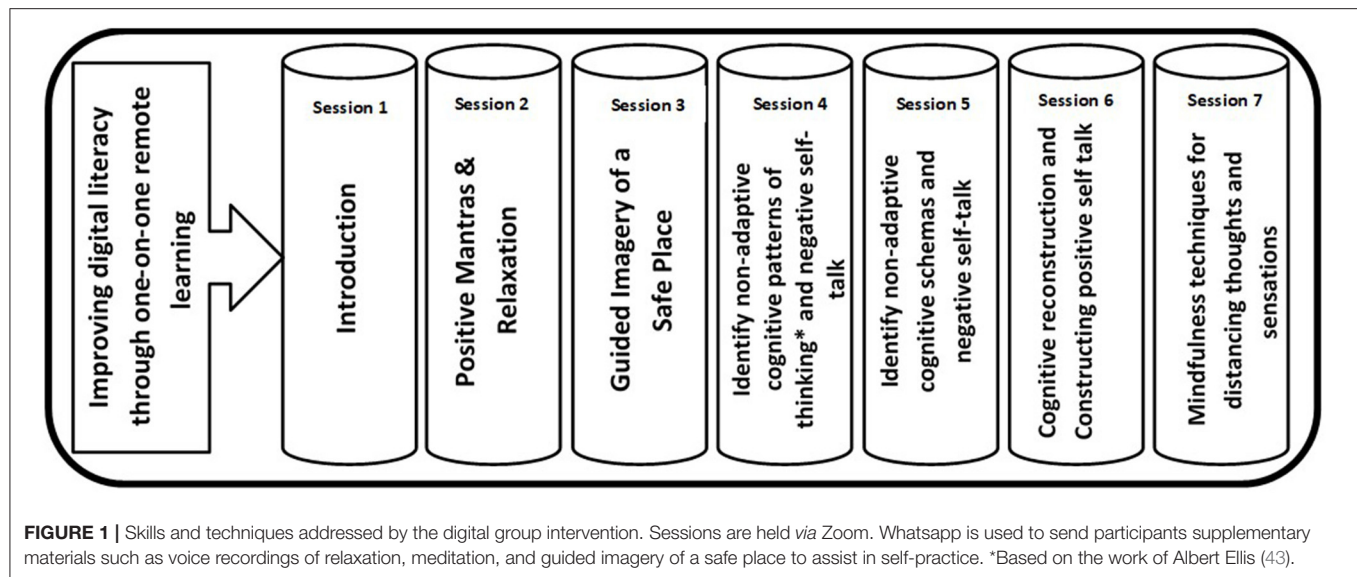 Improving digital literacy
through one-on-one remote
learning
Session 1
Introduction
Session 2
Positive Mantras &
Relaxation
Session 3
Guided Imagery of a
Safe Place
Session 4
Identify non-adaptive
cognitive patterns of
thinking* and negative self-
talk
Session 5
Identify non-adaptive
cognitive schemas and
negative self-talk
Session 6
Cognitive reconstruction and
Constructing positive self talk
Session 7
Mindfulness techniques for
distancing thoughts and
sensations
FIGURE 1 | Skills and techniques addressed by the digital group intervention. Sessions are held via Zoom. Whatsapp is used to send participants supplementary
materials such as voice recordings of relaxation, meditation, and guided imagery of a safe place to assist in self-practice. *Based on the work of Albert Ellis (43).